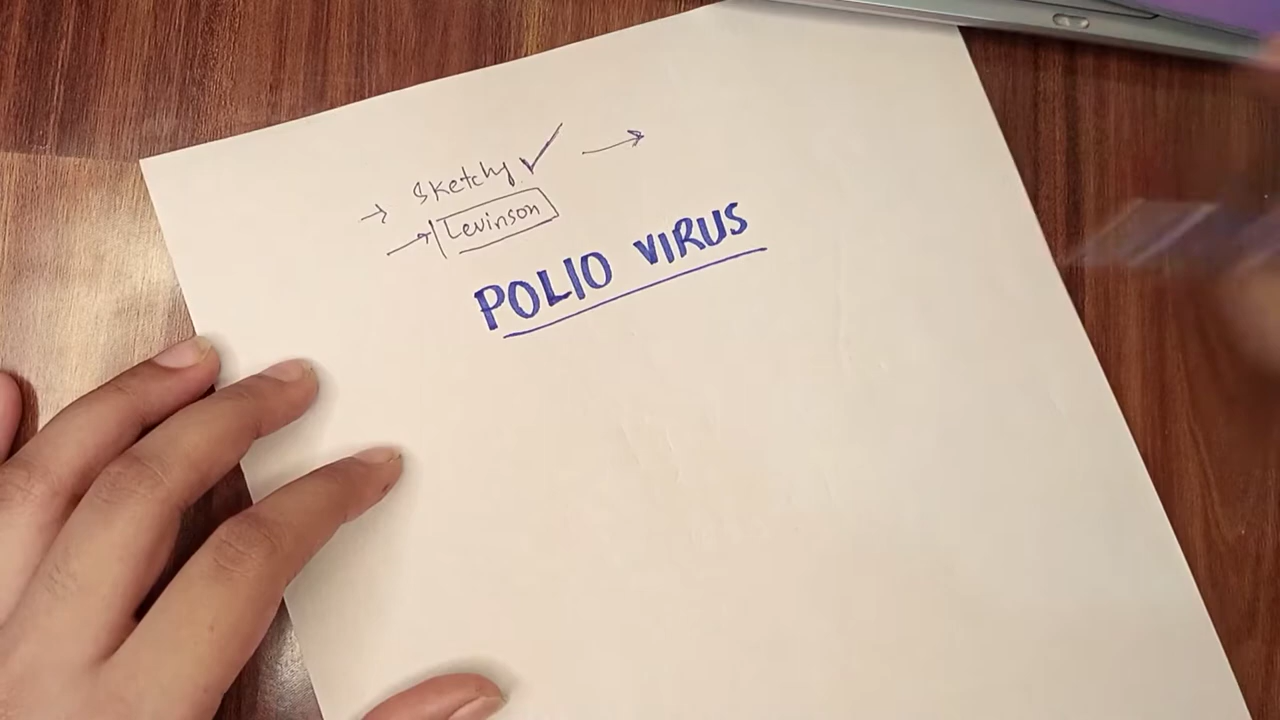 → Sketchy ✓ →
→ Levinson
POLIO VIRUS